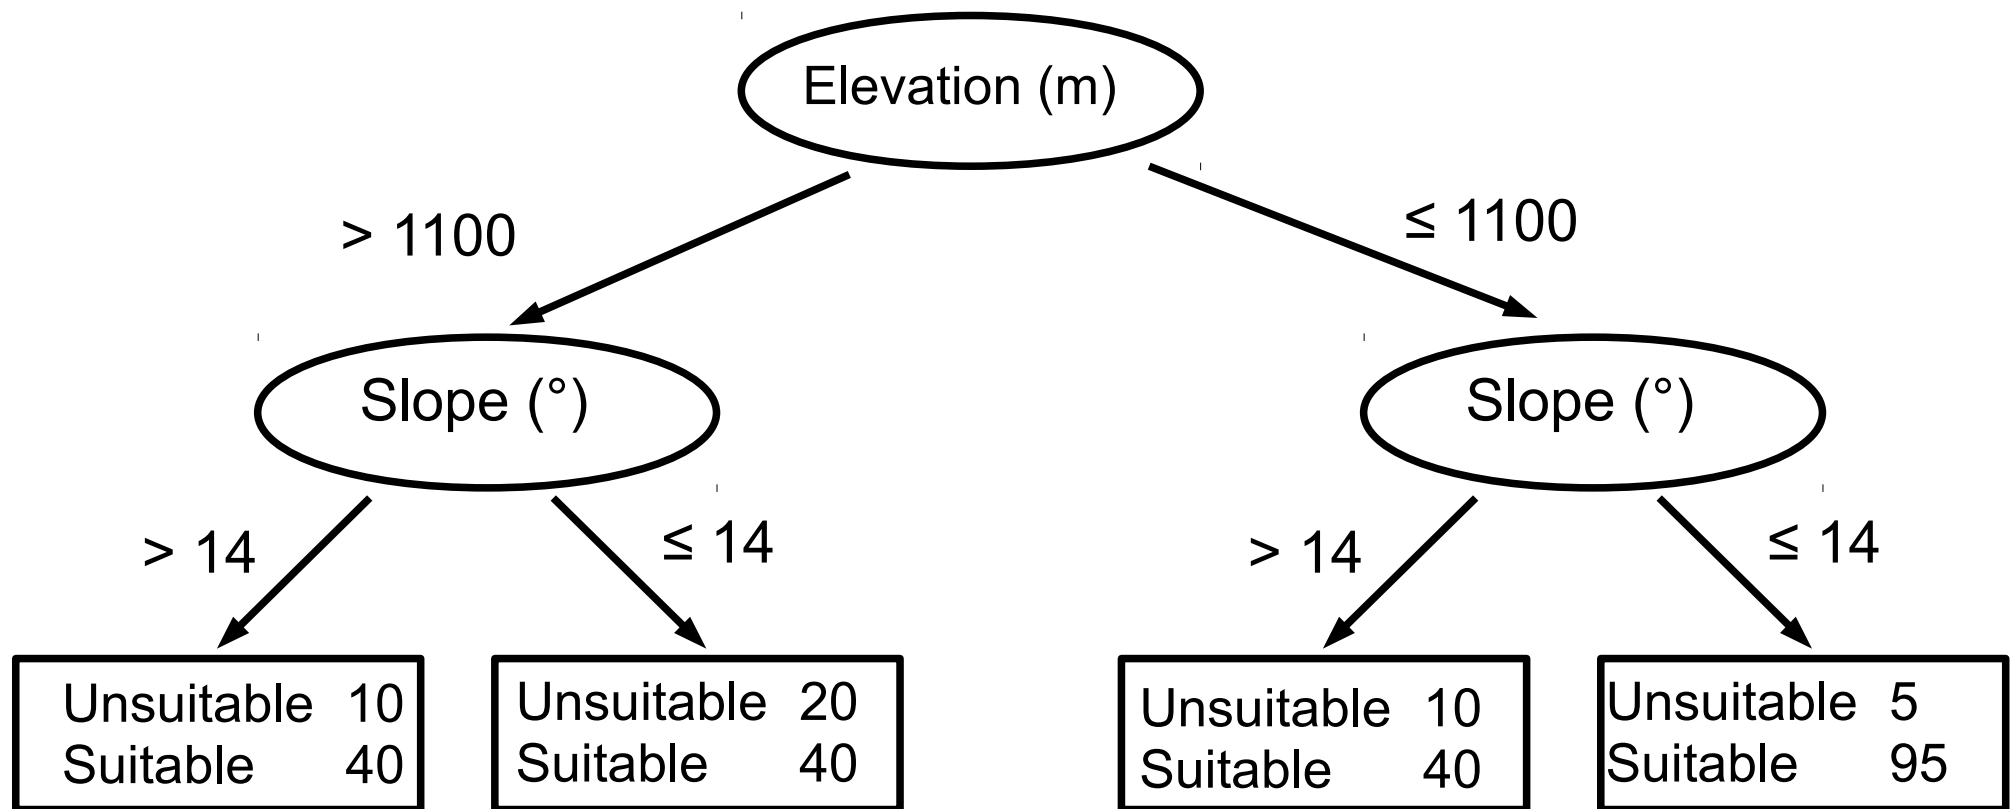 Elevation (m)
> 1100
≤ 1100
Slope (°)
Slope (°)
> 14
≤ 14
> 14
≤ 14
Unsuitable 10
Suitable 40
Unsuitable 20
Suitable 40
Unsuitable 10
Suitable 40
Unsuitable 5
Suitable 95